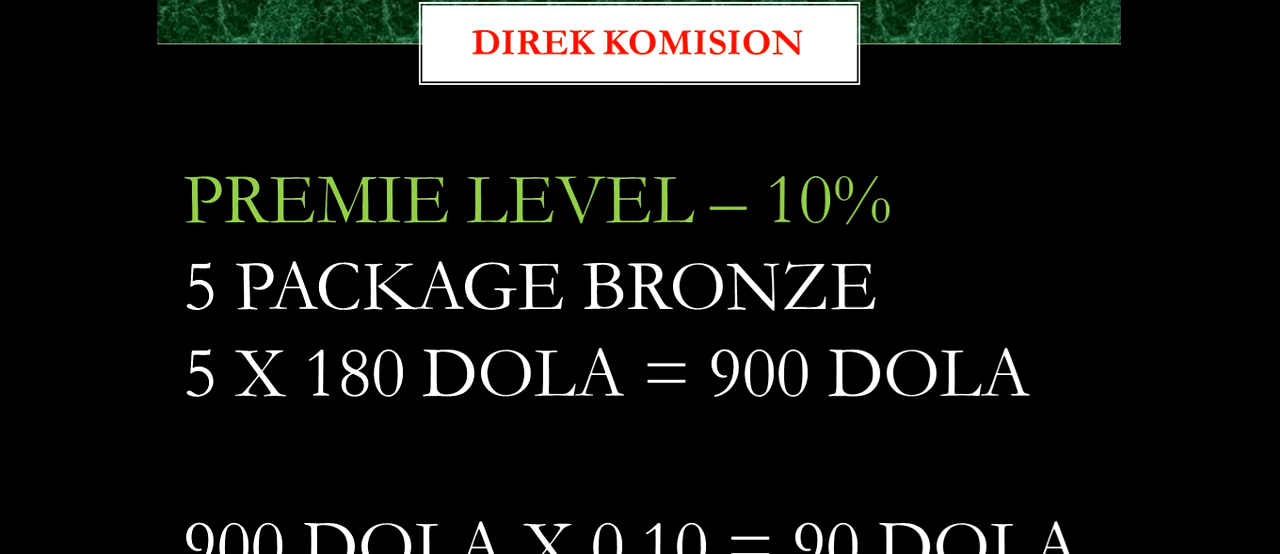 DIREK KOMISION
PREMIE LEVEL – 10%
5 PACKAGE BRONZE
5 X 180 DOLA = 900 DOLA
900 DOLA X 0.10 = 90 DOLA